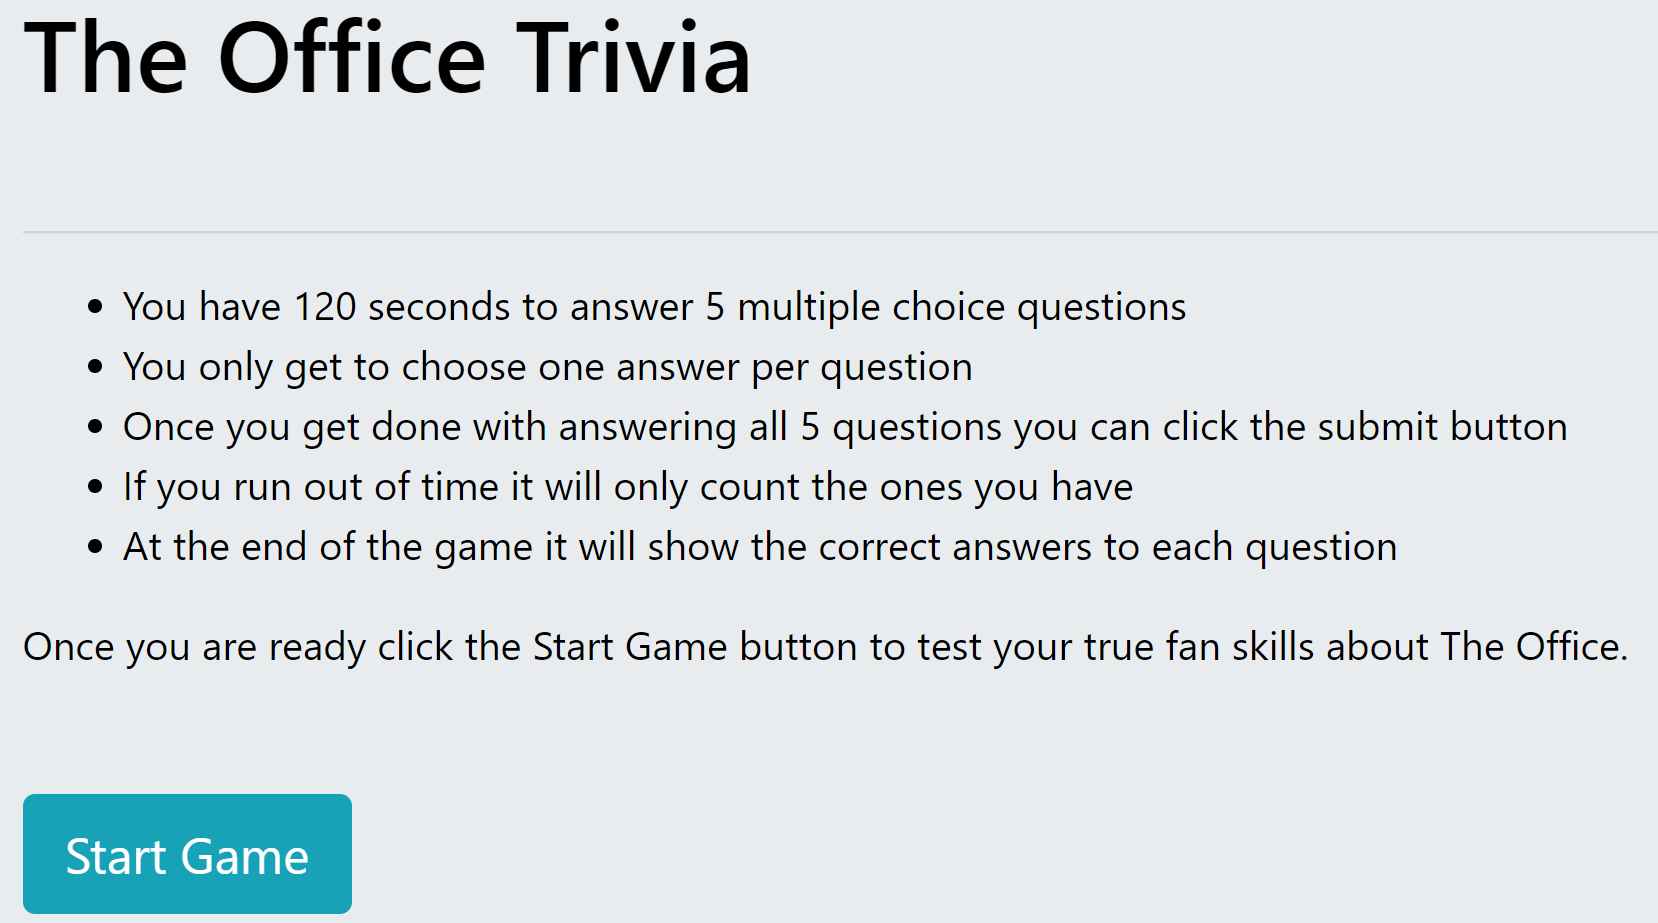 The Office Trivia
You have 120 seconds to answer 5 multiple choice questions
You only get to choose one answer per question
Once you get done with answering all 5 questions you can click the submit button
If you run out of time it will only count the ones you have
At the end of the game it will show the correct answers to each question
Once you are ready click the Start Game button to test your true fan skills about The Office.
Start Game